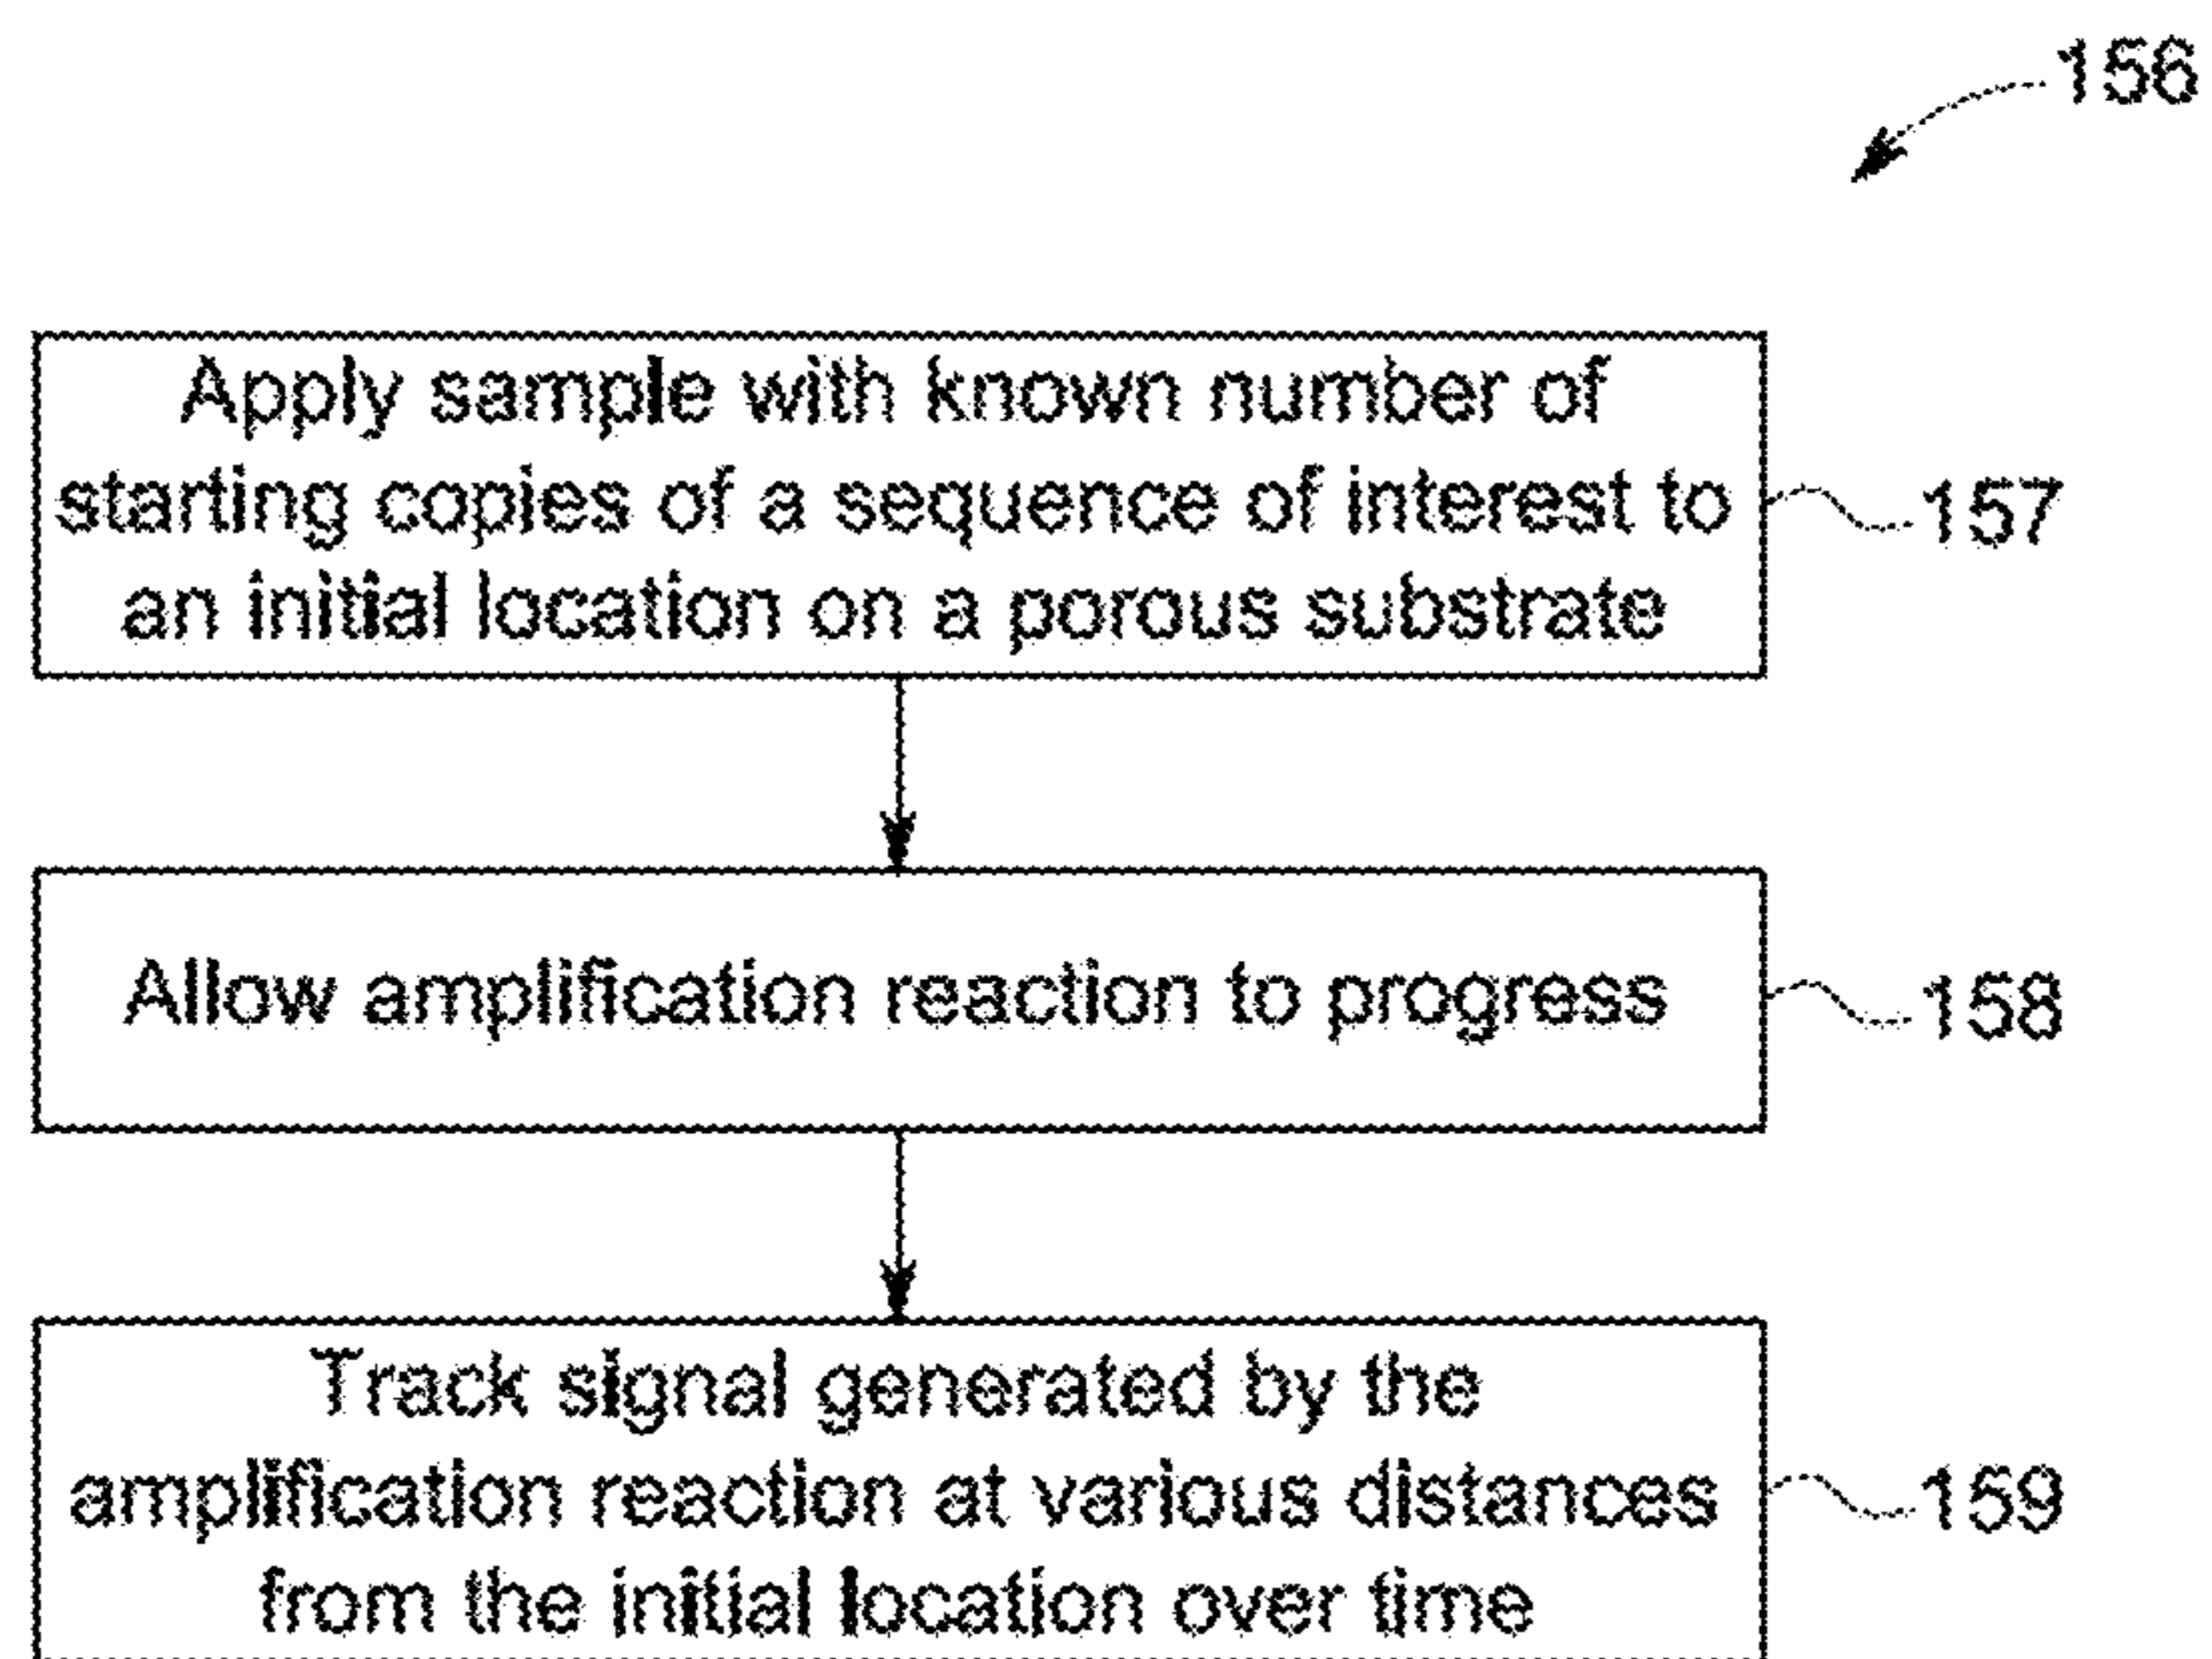 156
Apply sample with known number of
starting copies of a sequence of interest to
an initial location on a porous substrate
157
Allow amplification reaction to progress
158
Track signal generated by the
amplification reaction at various distances
from the initial location over time
159